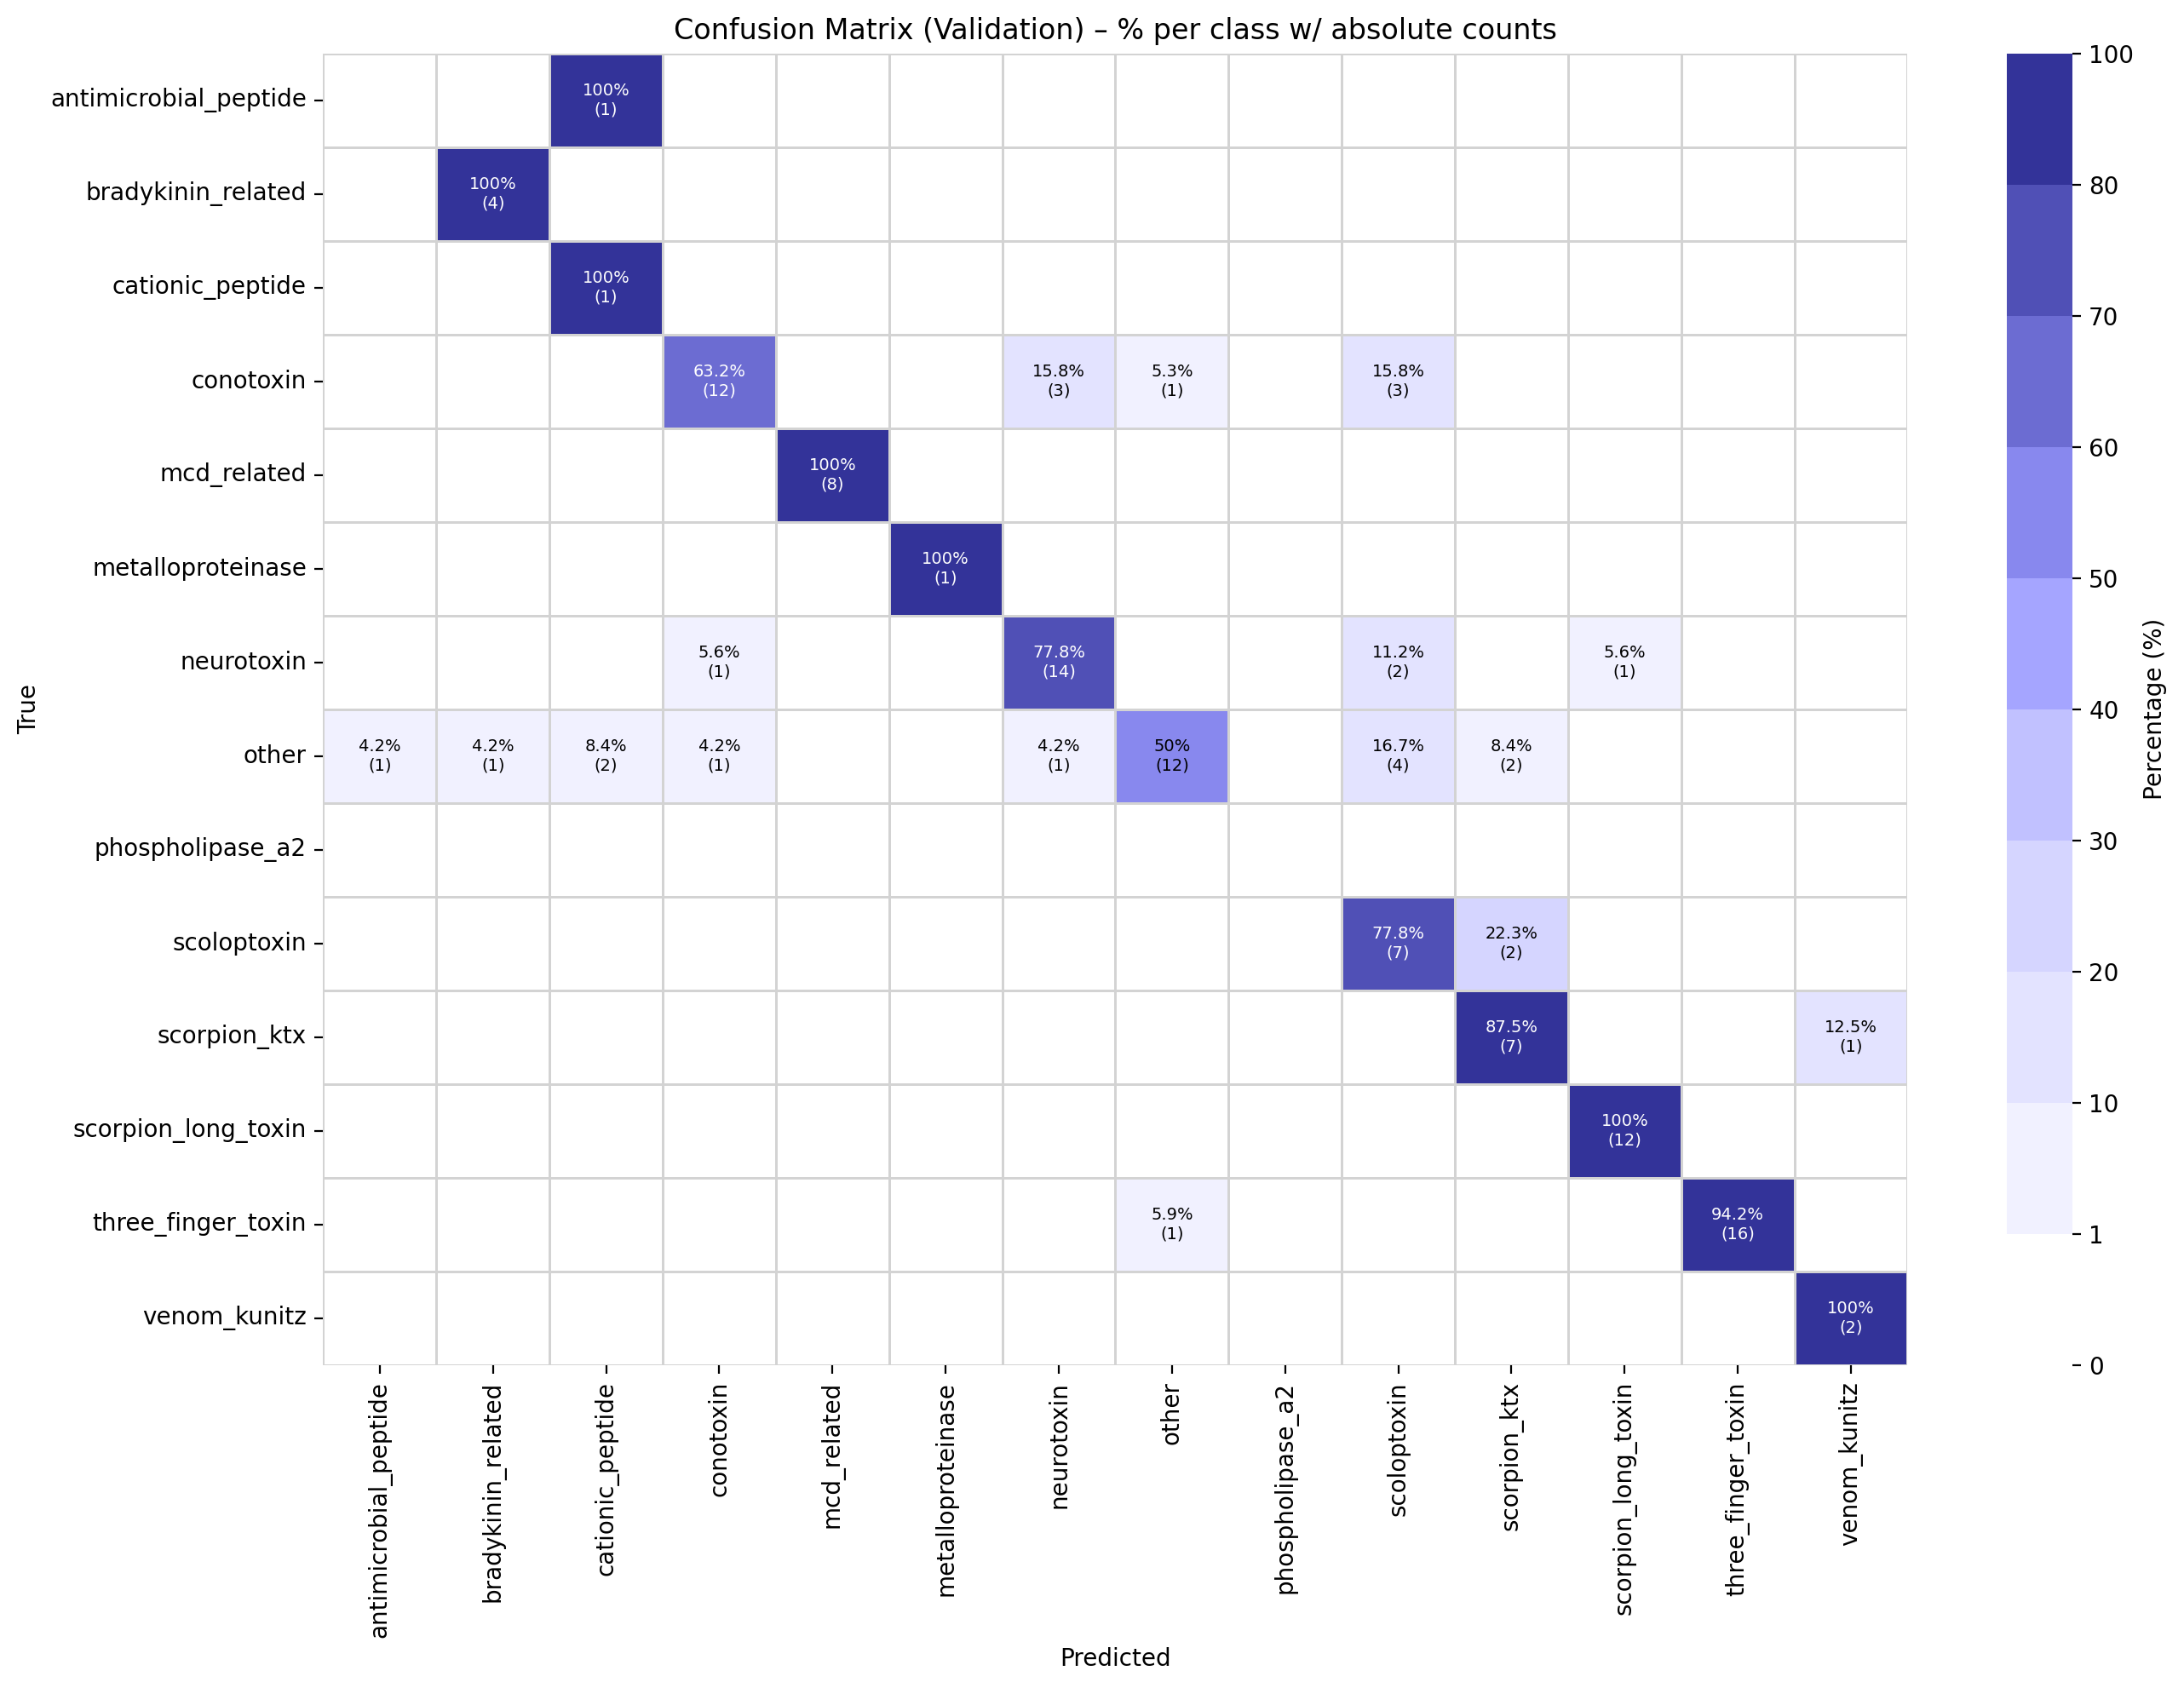 Confusion Matrix (Validation) – % per class w/ absolute counts
antimicrobial_peptide
100%
(1)
bradykinin_related
100%
(4)
cationic_peptide
100%
(1)
conotoxin
63.2%
(12)
15.8%
(3)
5.3%
(1)
15.8%
(3)
mcd_related
100%
(8)
metalloproteinase
100%
(1)
neurotoxin
5.6%
(1)
77.8%
(14)
11.2%
(2)
5.6%
(1)
other
4.2%
(1)
4.2%
(1)
8.4%
(2)
4.2%
(1)
4.2%
(1)
50%
(12)
16.7%
(4)
8.4%
(2)
phospholipase_a2
scoloptoxin
77.8%
(7)
22.3%
(2)
scorpion_ktx
87.5%
(7)
12.5%
(1)
scorpion_long_toxin
100%
(12)
three_finger_toxin
5.9%
(1)
94.2%
(16)
venom_kunitz
100%
(2)
True
antimicrobial_peptide
bradykinin_related
cationic_peptide
conotoxin
mcd_related
metalloproteinase
neurotoxin
other
phospholipase_a2
scoloptoxin
scorpion_ktx
scorpion_long_toxin
three_finger_toxin
venom_kunitz
Predicted
100
80
70
60
50
40
30
20
10
1
0
Percentage (%)